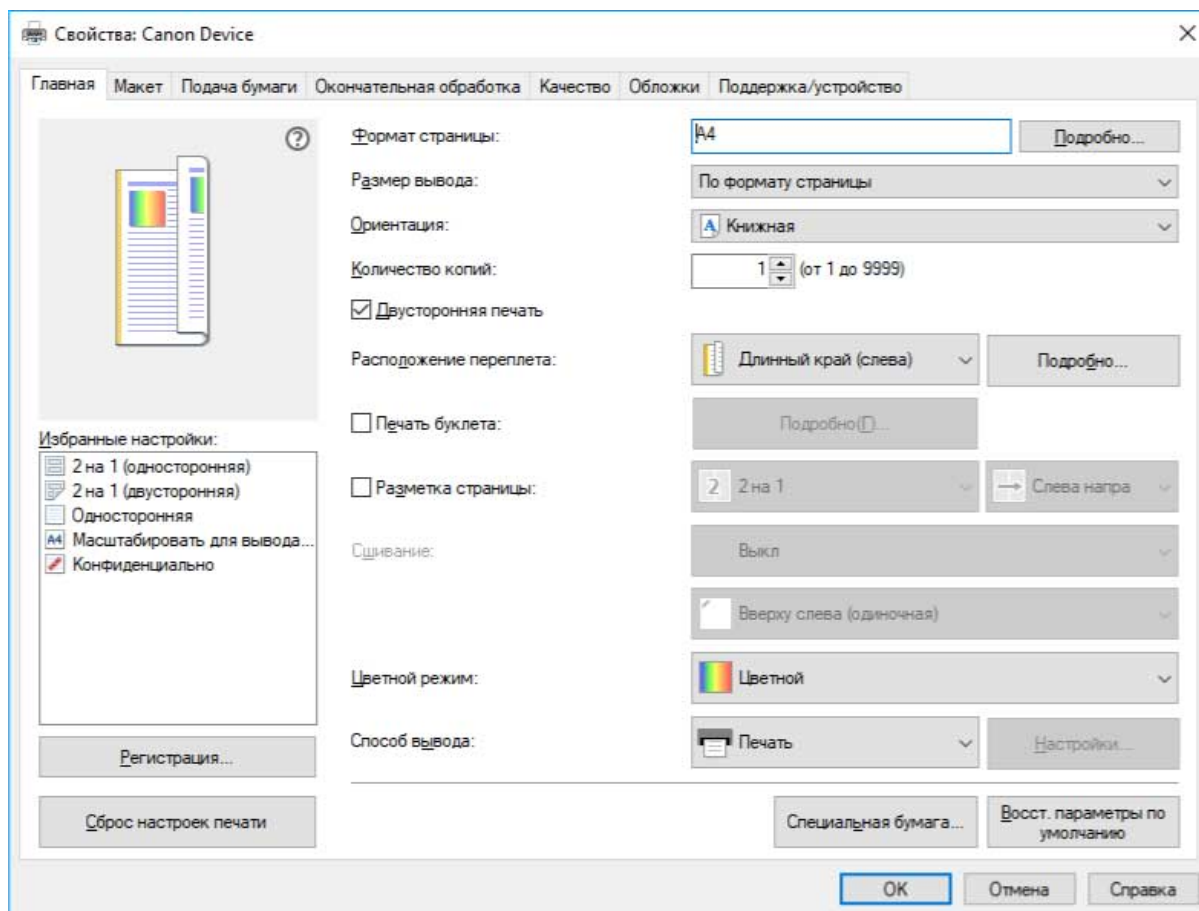 Свойства: Canon Device
Главная Макет Подача бумаги Окончательная обработка Качество Обложки Поддержка/устройство
Формат страницы: A4 Подробно...
Размер вывода: По формату страницы
Ориентация: A Книжная
Количество копий: 1 (от 1 до 9999)
Двусторонняя печать
Расположение переплета: Длинный край (слева) Подробно...
Печать буклета: Подробно(Г)...
Избранные настройки:
2 на 1 (односторонняя)
2 на 1 (двусторонняя)
Односторонняя
A4 Масштабировать для вывода...
Конфиденциально
Разметка страницы: 2 2 на 1 Слева напра
Сшивание: Выкл
Вверху слева (одиночная)
Цветной режим: Цветной
Способ вывода: Печать Настройки...
Регистрация...
Сброс настроек печати
Специальная бумага...
Восст. параметры по
умолчанию
OK Отмена Справка